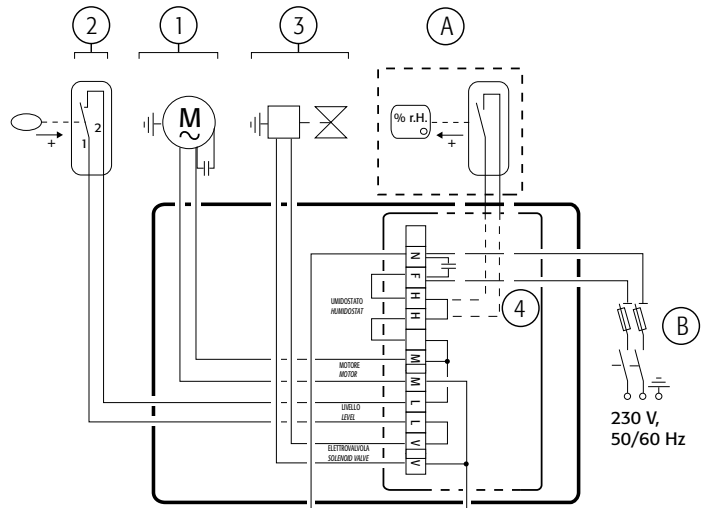 2
1
3
A
2
1
+
M
~
% r.H.
+
N
F
H
H
M
M
L
L
V
V
UMIDOSTATO
HUMIDOSTAT
MOTORE
MOTOR
LIVELLO
LEVEL
ELETTROVALVOLA
SOLENOID VALVE
4
B
230 V,
50/60 Hz